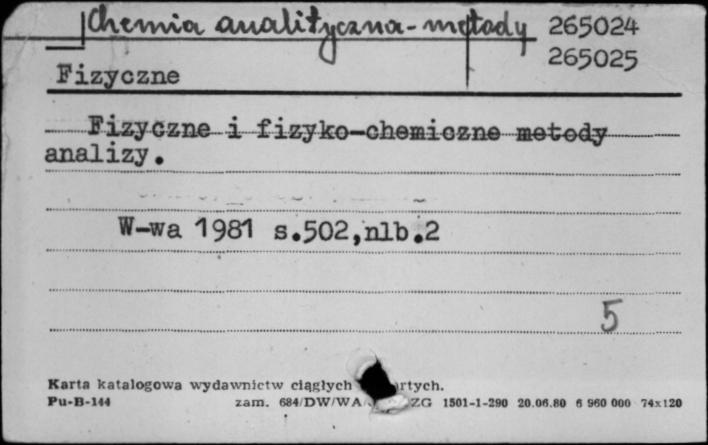 Chemia analityczna - metody 265024
265025
Fizyczne
Fizyczne i fizyko-chemiczne metody
analizy.
W-wa 1981 s.502,nlb.2
5
Karta katalogowa wydawnictw ciągłych rtych.
Pu-B-144 zam. 684/DW/WA ZG 1501-1-290 20.06.80 6 960 000 74x120